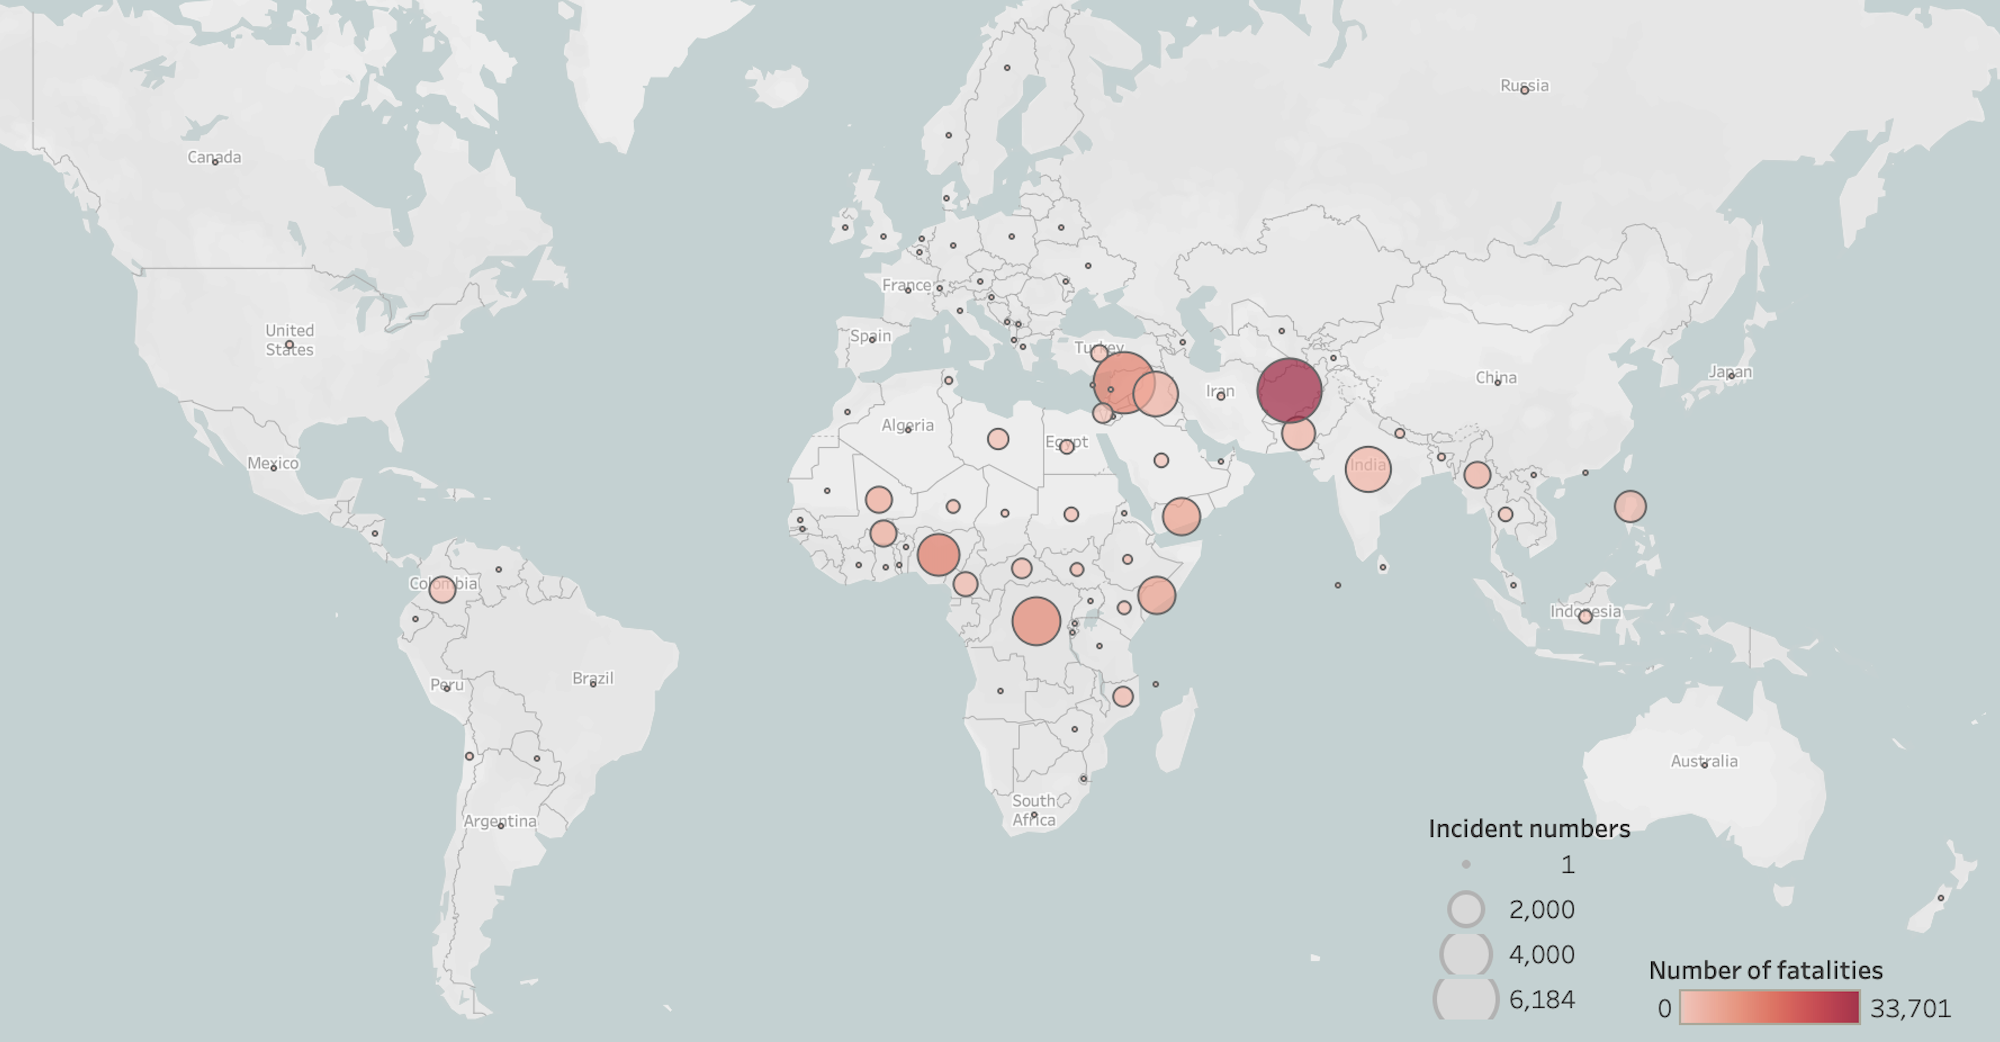 Russia
Canada
United
States
Mexico
France
Spain
Turkey
Iran
China
Japan
Algeria
Egypt
India
Colombia
Indonesia
Peru
Brazil
Australia
Argentina
South
Africa
Incident numbers
1
2,000
4,000
6,184
Number of fatalities
0 33,701